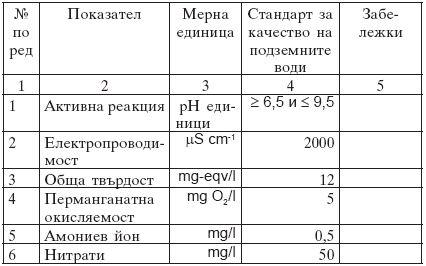 № по ред | Показател | Мерна единица | Стандарт за качество на подземните води | Забе- лежки
1 | 2 | 3 | 4 | 5
1 | Активна реакция | pH еди- ници | ≥ 6,5 и ≤ 9,5 |
2 | Електропроводи- мост | µS cm⁻¹ | 2000 |
3 | Обща твърдост | mg-eqv/l | 12 |
4 | Перманганатна окисляемост | mg O₂/l | 5 |
5 | Амониев йон | mg/l | 0,5 |
6 | Нитрати | mg/l | 50 |